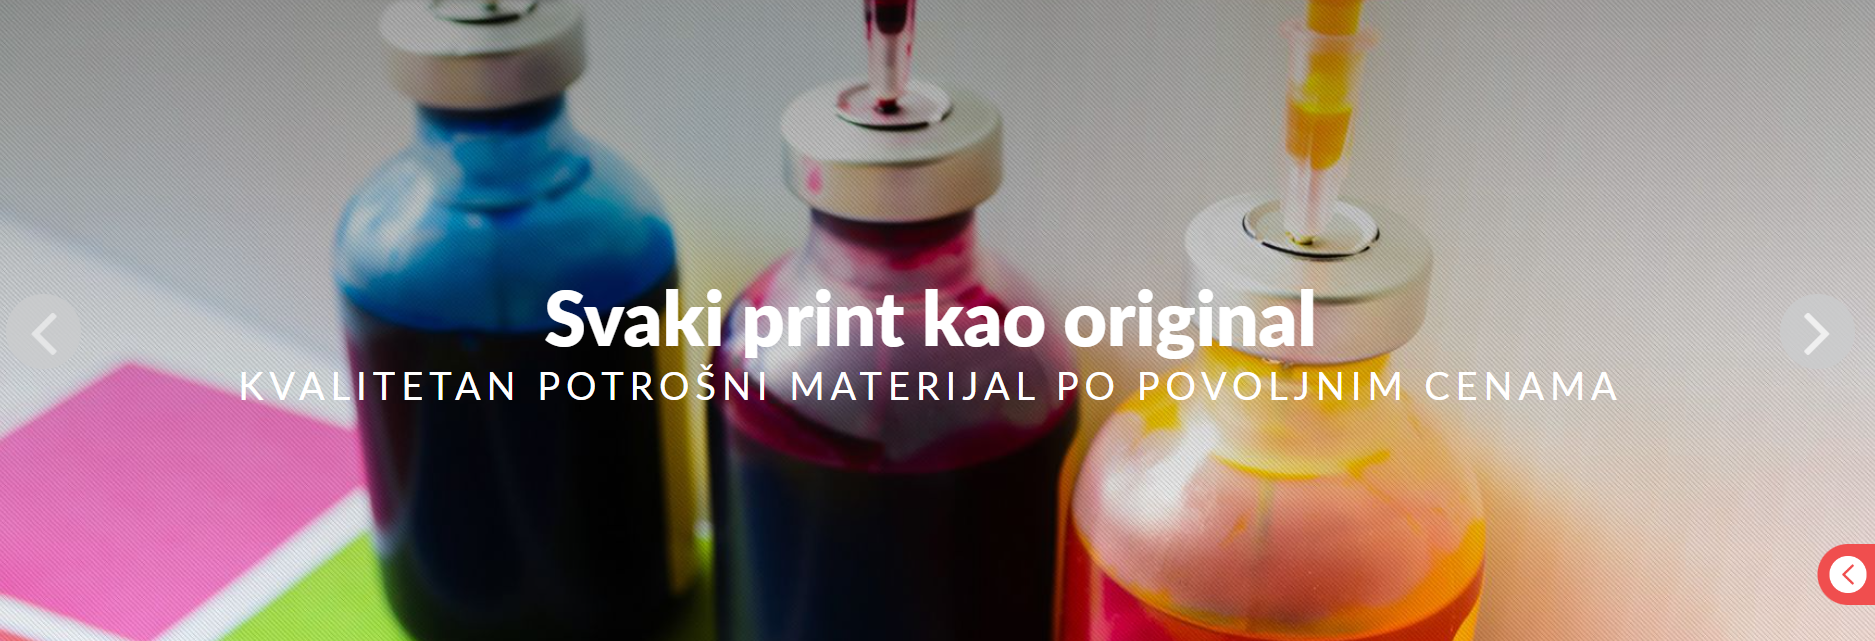 Svaki print kao original
KVALITETAN POTROŠNI MATERIJAL PO POVOLJNIM CENAMA